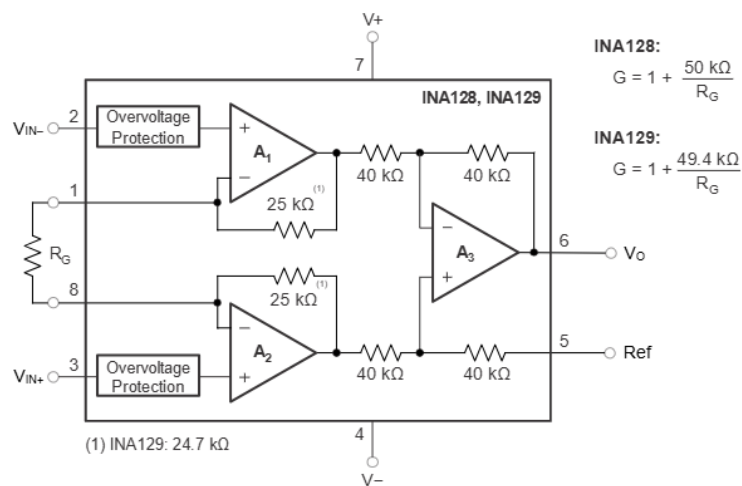 V+
7
INA128:
G = 1 + 50 kΩ / RG
INA128, INA129
2
VIN–
Overvoltage
Protection
+
A1
–
INA129:
G = 1 + 49.4 kΩ / RG
40 kΩ
40 kΩ
1
25 kΩ (1)
RG
–
A3
+
6
VO
8
25 kΩ (1)
–
A2
+
5
Ref
3
VIN+
Overvoltage
Protection
40 kΩ
40 kΩ
4
(1) INA129: 24.7 kΩ
V–